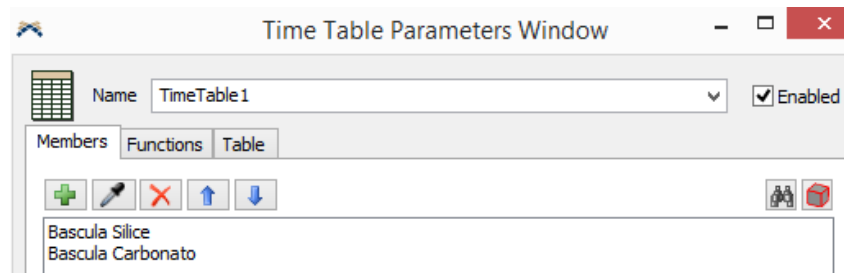 Time Table Parameters Window
Name TimeTable1 Enabled
Members Functions Table
Bascula Silice
Bascula Carbonato